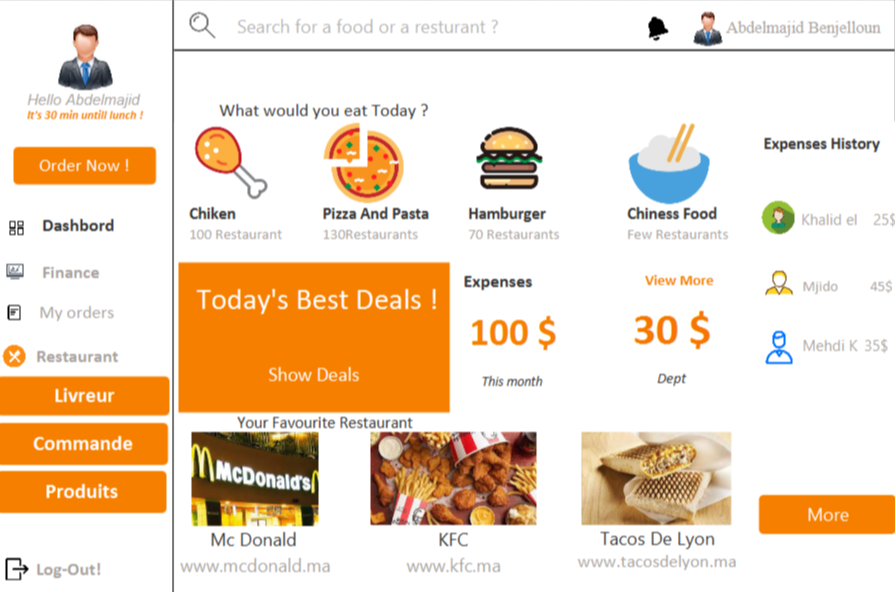 Search for a food or a resturant ?
Abdelmajid Benjelloun
Hello Abdelmajid
It's 30 min untill lunch !
Order Now !
Dashbord
Finance
My orders
Restaurant
Livreur
Commande
Produits
Log-Out!
What would you eat Today ?
Chiken
100 Restaurant
Pizza And Pasta
130Restaurants
Hamburger
70 Restaurants
Chiness Food
Few Restaurants
Today's Best Deals !
Show Deals
Expenses
View More
100 $
This month
30 $
Dept
Your Favourite Restaurant
McDonald's
Mc Donald
www.mcdonald.ma
KFC
www.kfc.ma
Tacos De Lyon
www.tacosdelyon.ma
Expenses History
Khalid el 25$
Mjido 45$
Mehdi K 35$
More